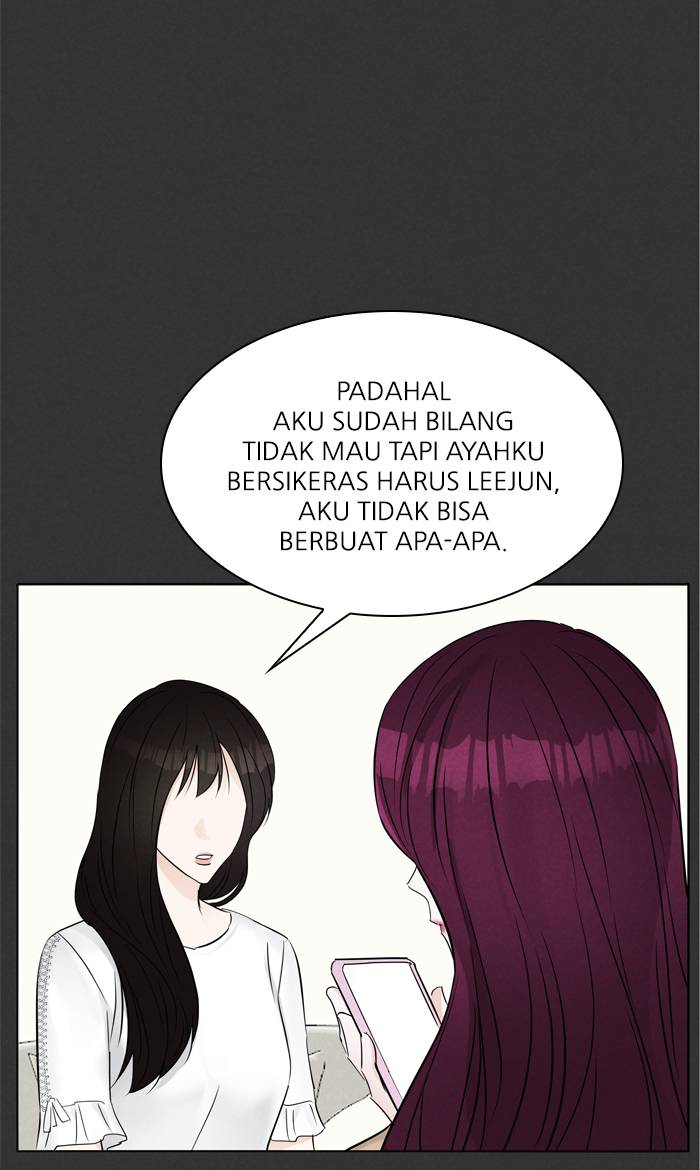 PADAHAL
AKU SUDAH BILANG
TIDAK MAU TAPI AYAHKU
BERSIKERAS HARUS LEEJUN,
AKU TIDAK BISA
BERBUAT APA-APA.